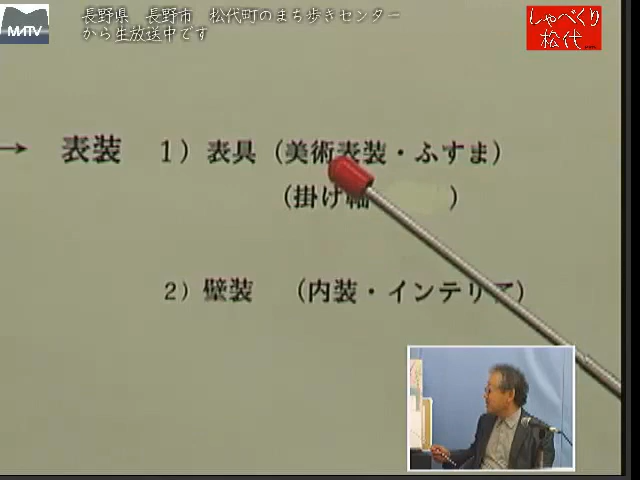 MATV
長野県 長野市 松代町のまち歩きセンター
から生放送中です
しゃべくり
松代
→ 表装 1) 表具 (美術表装・ふすま)
(掛け軸 )
2) 壁装 (内装・インテリア)